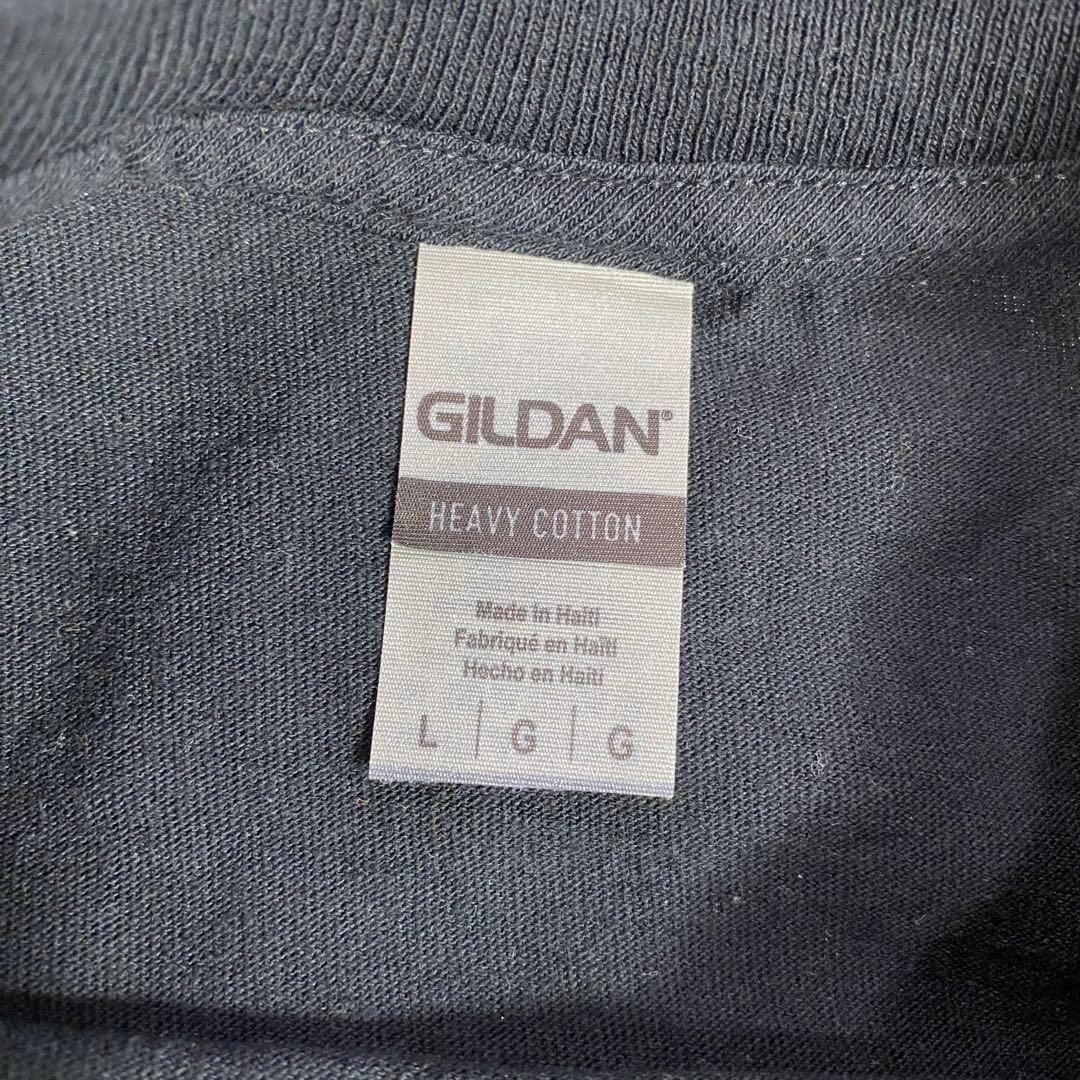 GILDAN®
HEAVY COTTON
Made in Haiti
Fabriqué en Haïti
Hecho en Haití
L | G | G